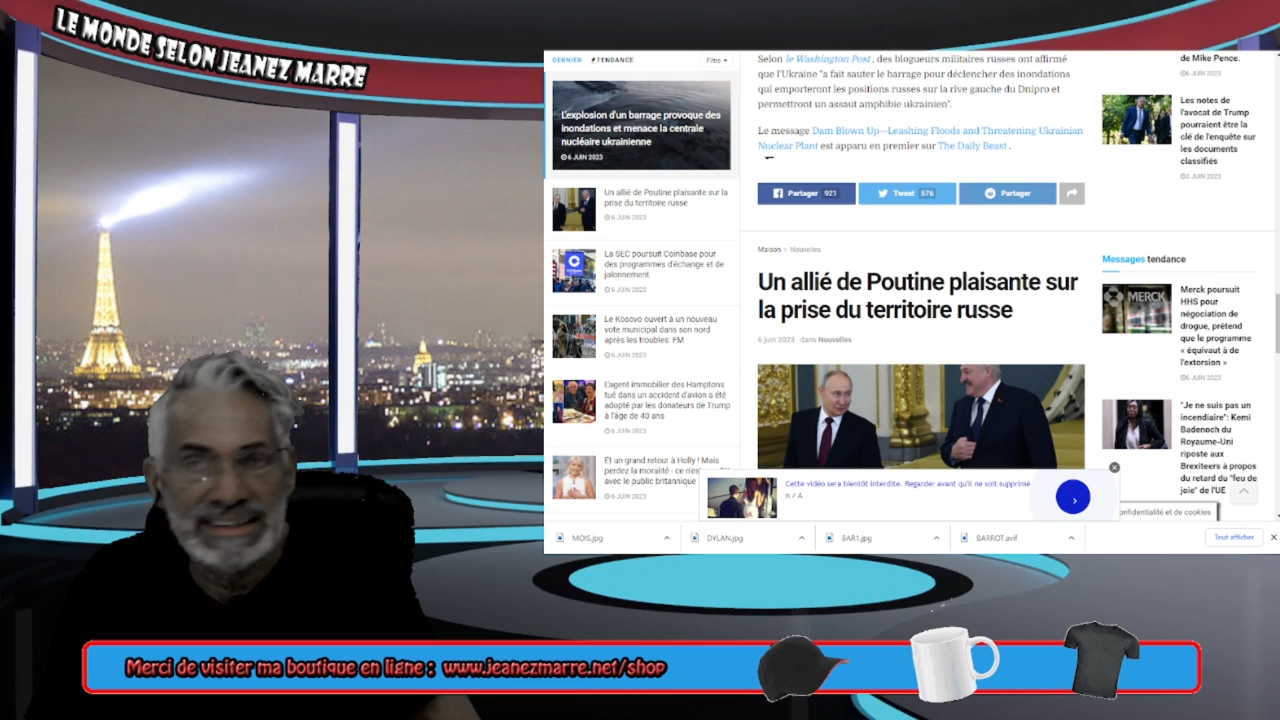 LE MONDE SELON JEANEZ MARRE
DERNIER
TENDANCE
Filtre
L'explosion d'un barrage provoque des
inondations et menace la centrale
nucléaire ukrainienne
6 JUIN 2023
Un allié de Poutine plaisante sur la
prise du territoire russe
6 JUIN 2023
La SEC poursuit Coinbase pour
des programmes d'échange et de
jalonnement
6 JUIN 2023
Le Kosovo ouvert à un nouveau
vote municipal dans son nord
après les troubles: FM
6 JUIN 2023
L'agent immobilier des Hamptons
tué dans un accident d'avion a été
adopté par les donateurs de Trump
à l'âge de 40 ans
6 JUIN 2023
Et un grand retour à Holly ! Mais
perdez la moralité - ce n'es
avec le public britannique
6 JUIN 2023
Selon le Washington Post , des blogueurs militaires russes ont affirmé
que l'Ukraine "a fait sauter le barrage pour déclencher des inondations
qui emporteront les positions russes sur la rive gauche du Dnipro et
permettront un assaut amphibie ukrainien".
Le message Dam Blown Up—Leashing Floods and Threatening Ukrainian
Nuclear Plant est apparu en premier sur The Daily Beast .
Partager 921
Tweet 576
Partager
Maison > Nouvelles
Un allié de Poutine plaisante sur
la prise du territoire russe
6 juin 2023 dans Nouvelles
Cette vidéo sera bientôt interdite. Regarder avant qu'il ne soit supprimé
n / A
de Mike Pence.
6 JUIN 2023
Les notes de
l'avocat de Trump
pourraient être la
clé de l'enquête sur
les documents
classifiés
Messages tendance
MERCK
Merck poursuit
HHS pour
négociation de
drogue, prétend
que le programme
« équivaut à de
l'extorsion »
6 JUIN 2023
"Je ne suis pas un
incendiaire": Kemi
Badenoch du
Royaume-Uni
riposte aux
Brexiteers à propos
du retard du "feu de
joie" de l'UE
onfidentialité et de cookies
MOIS.jpg
DYLAN.jpg
BAR1.jpg
BARROT.avif
Tout afficher
Merci de visiter ma boutique en ligne : www.jeanezmarre.net/shop